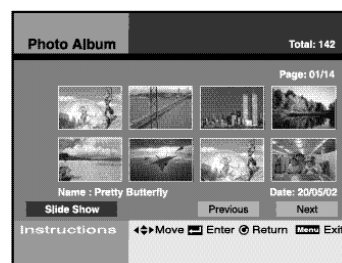 Photo Album Total: 142
Page: 01/14
Name : Pretty Butterfly Date: 20/05/02
Slide Show Previous Next
Instructions Move Enter Return Menu Exit